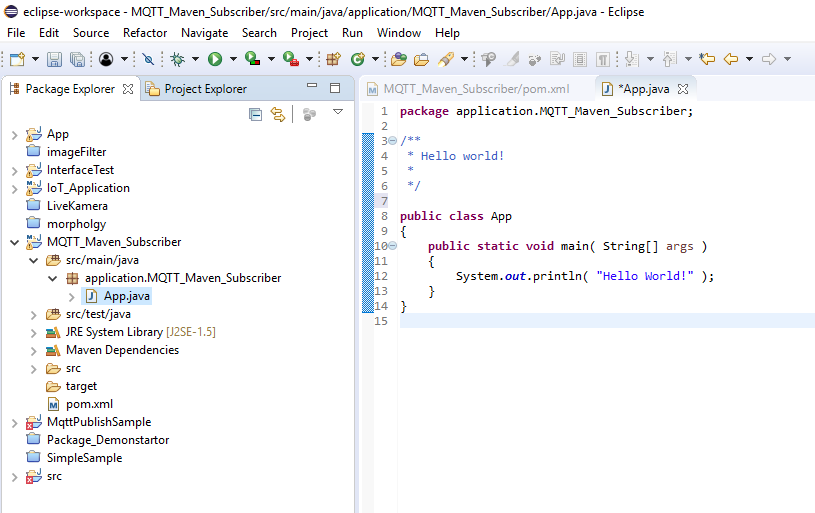 eclipse-workspace - MQTT_Maven_Subscriber/src/main/java/application/MQTT_Maven_Subscriber/App.java - Eclipse
File Edit Source Refactor Navigate Search Project Run Window Help
Package Explorer Project Explorer
MQTT_Maven_Subscriber/pom.xml *App.java
App
imageFilter
InterfaceTest
IoT_Application
LiveKamera
morpholgy
MQTT_Maven_Subscriber
src/main/java
application.MQTT_Maven_Subscriber
App.java
src/test/java
JRE System Library [J2SE-1.5]
Maven Dependencies
src
target
pom.xml
MqttPublishSample
Package_Demonstartor
SimpleSample
src
1 package application.MQTT_Maven_Subscriber;
2
3 /**
4 * Hello world!
5 *
6 */
7
8 public class App
9 {
10 public static void main( String[] args )
11 {
12 System.out.println( "Hello World!" );
13 }
14 }
15